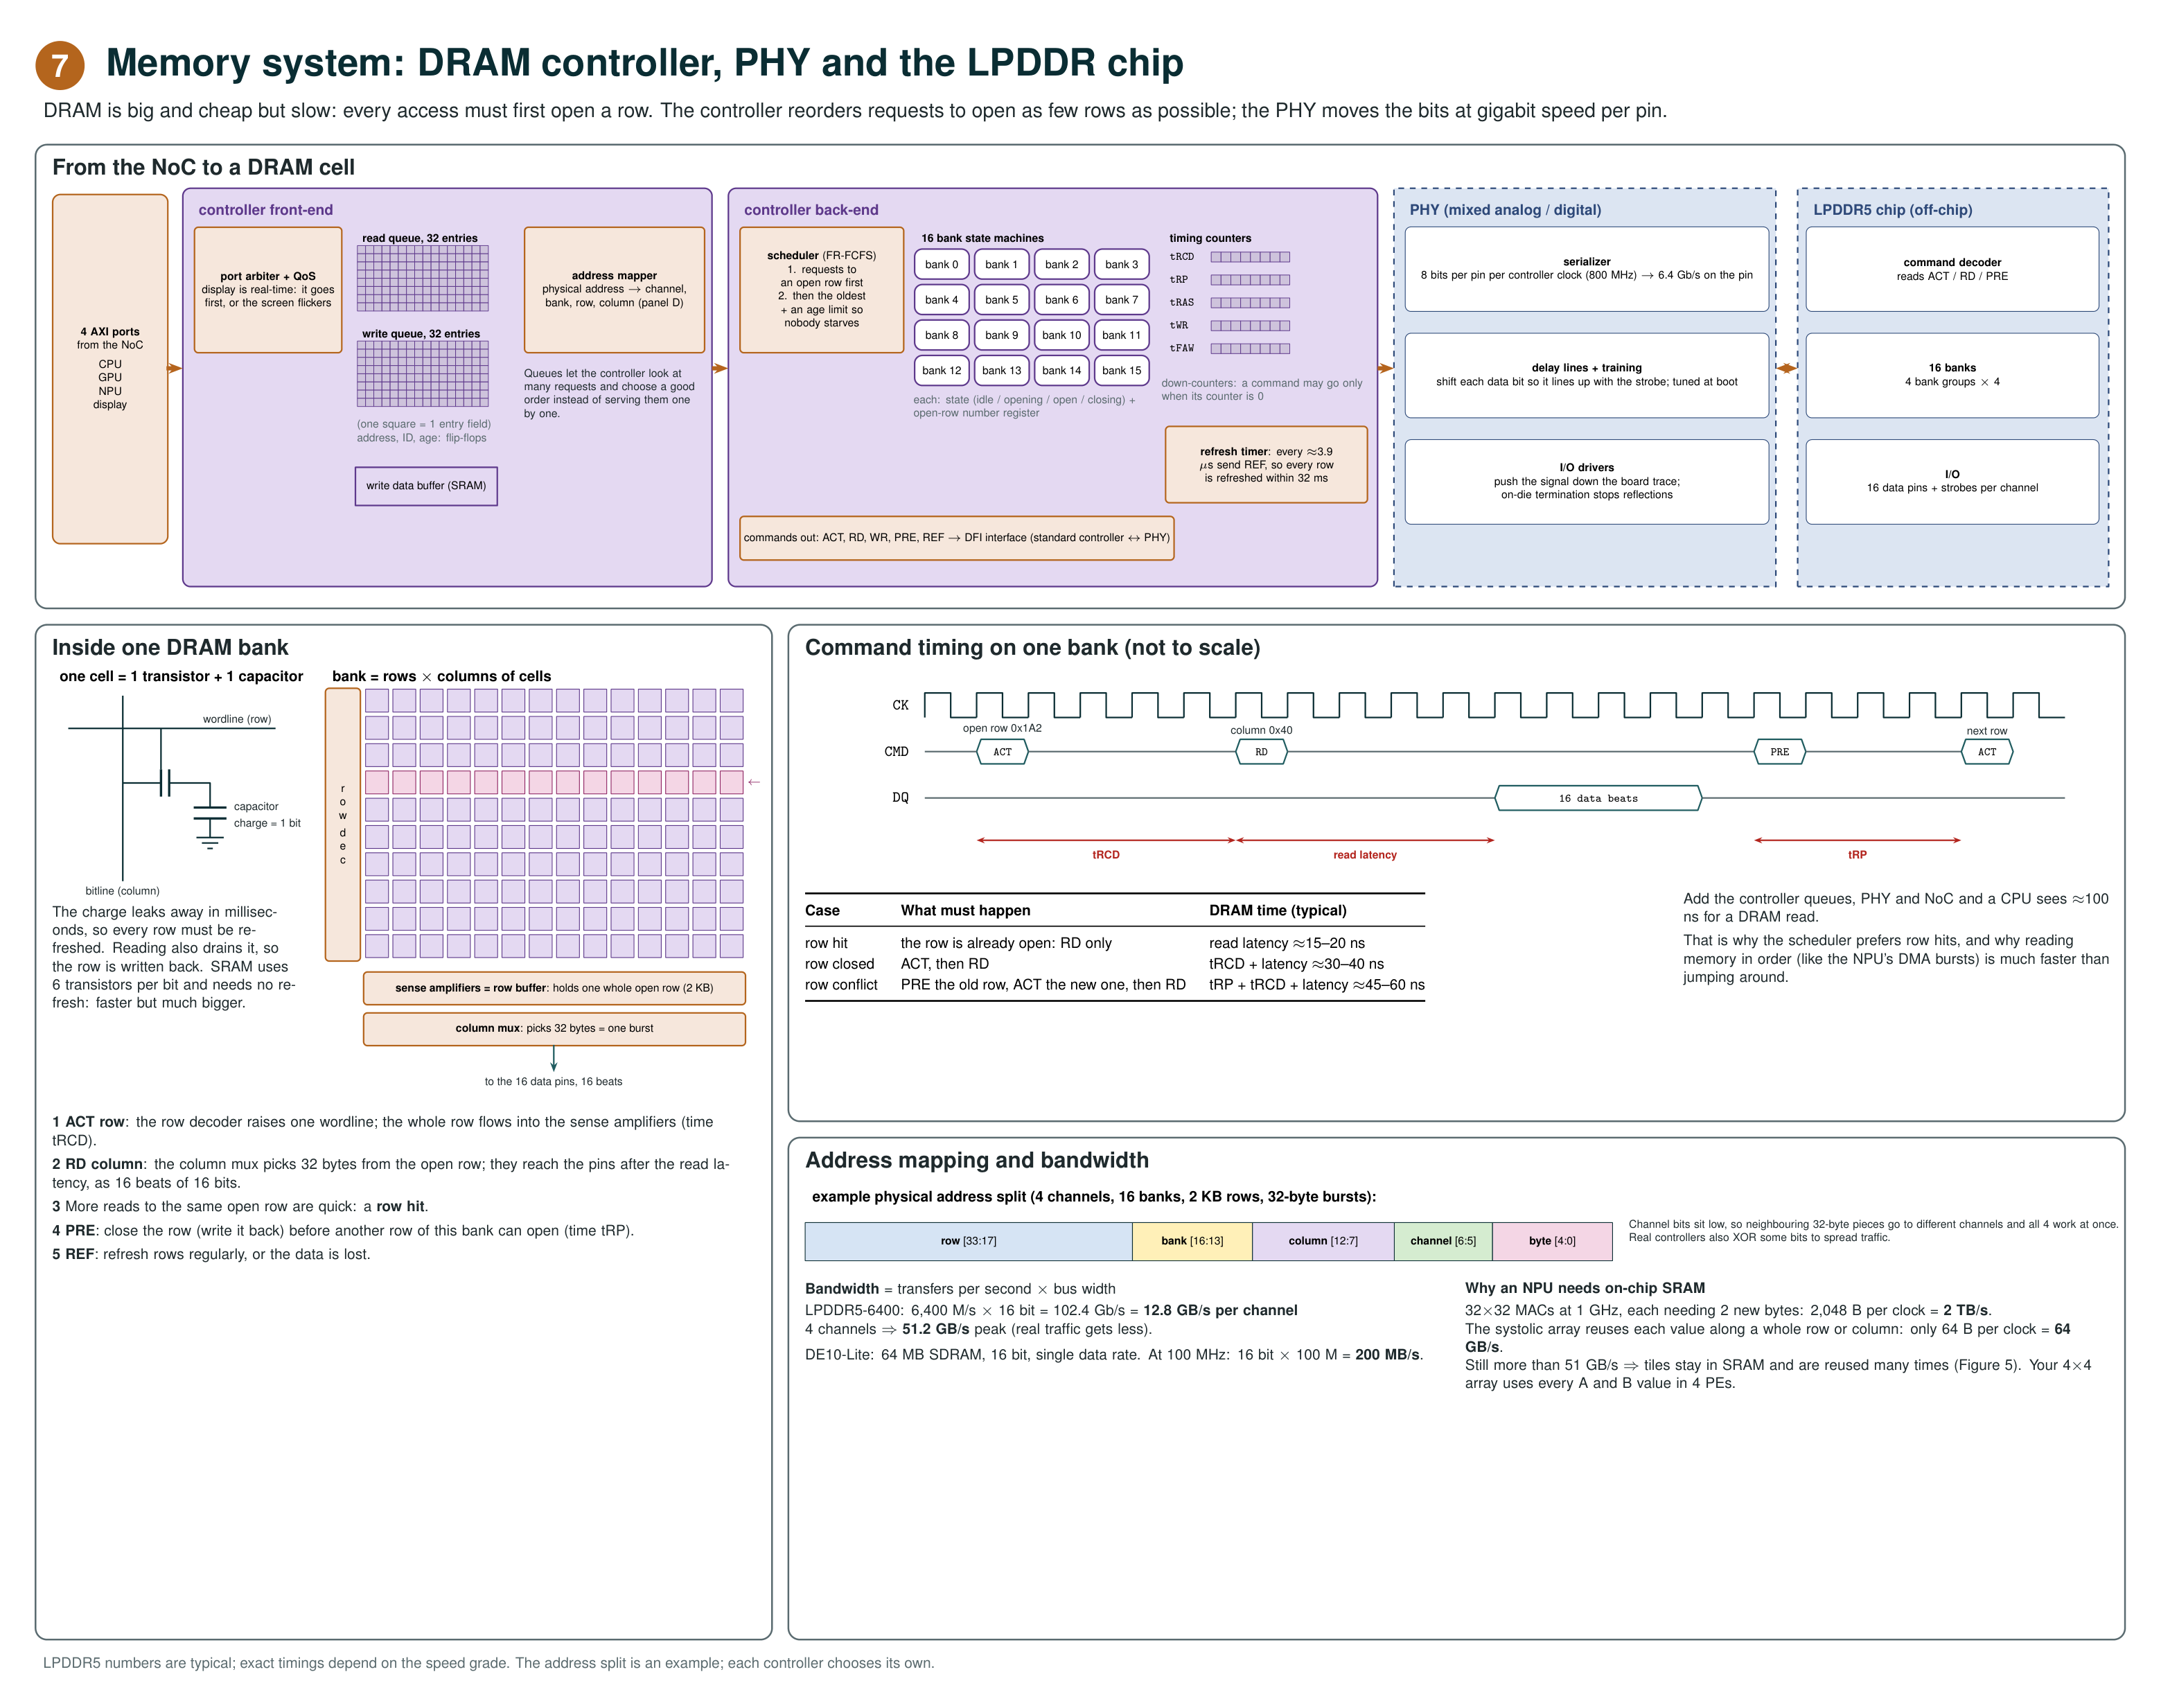 7
Memory system: DRAM controller, PHY and the LPDDR chip
DRAM is big and cheap but slow: every access must first open a row. The controller reorders requests to open as few rows as possible; the PHY moves the bits at gigabit speed per pin.
From the NoC to a DRAM cell
4 AXI ports
from the NoC
CPU
GPU
NPU
display
controller front-end
port arbiter + QoS
display is real-time: it goes
first, or the screen flickers
read queue, 32 entries
write queue, 32 entries
(one square = 1 entry field)
address, ID, age: flip-flops
write data buffer (SRAM)
address mapper
physical address → channel,
bank, row, column (panel D)
Queues let the controller look at
many requests and choose a good
order instead of serving them one
by one.
controller back-end
scheduler (FR-FCFS)
1. requests to
an open row first
2. then the oldest
+ an age limit so
nobody starves
16 bank state machines
bank 0
bank 1
bank 2
bank 3
bank 4
bank 5
bank 6
bank 7
bank 8
bank 9
bank 10
bank 11
bank 12
bank 13
bank 14
bank 15
each: state (idle / opening / open / closing) +
open-row number register
timing counters
tRCD
tRP
tRAS
tWR
tFAW
down-counters: a command may go only
when its counter is 0
refresh timer: every ≈3.9
μs send REF, so every row
is refreshed within 32 ms
commands out: ACT, RD, WR, PRE, REF → DFI interface (standard controller ↔ PHY)
PHY (mixed analog / digital)
serializer
8 bits per pin per controller clock (800 MHz) → 6.4 Gb/s on the pin
delay lines + training
shift each data bit so it lines up with the strobe; tuned at boot
I/O drivers
push the signal down the board trace;
on-die termination stops reflections
LPDDR5 chip (off-chip)
command decoder
reads ACT / RD / PRE
16 banks
4 bank groups × 4
I/O
16 data pins + strobes per channel
Inside one DRAM bank
one cell = 1 transistor + 1 capacitor
wordline (row)
capacitor
charge = 1 bit
bitline (column)
The charge leaks away in millisec-
onds, so every row must be re-
freshed. Reading also drains it, so
the row is written back. SRAM uses
6 transistors per bit and needs no re-
fresh: faster but much bigger.
bank = rows × columns of cells
r
o
w
d
e
c
←
sense amplifiers = row buffer: holds one whole open row (2 KB)
column mux: picks 32 bytes = one burst
to the 16 data pins, 16 beats
1 ACT row: the row decoder raises one wordline; the whole row flows into the sense amplifiers (time
tRCD).
2 RD column: the column mux picks 32 bytes from the open row; they reach the pins after the read la-
tency, as 16 beats of 16 bits.
3 More reads to the same open row are quick: a row hit.
4 PRE: close the row (write it back) before another row of this bank can open (time tRP).
5 REF: refresh rows regularly, or the data is lost.
Command timing on one bank (not to scale)
CK
open row 0x1A2
column 0x40
next row
CMD
ACT
RD
PRE
ACT
DQ
16 data beats
tRCD
read latency
tRP
Case What must happen DRAM time (typical)
row hit the row is already open: RD only read latency ≈15–20 ns
row closed ACT, then RD tRCD + latency ≈30–40 ns
row conflict PRE the old row, ACT the new one, then RD tRP + tRCD + latency ≈45–60 ns
Add the controller queues, PHY and NoC and a CPU sees ≈100
ns for a DRAM read.
That is why the scheduler prefers row hits, and why reading
memory in order (like the NPU's DMA bursts) is much faster than
jumping around.
Address mapping and bandwidth
example physical address split (4 channels, 16 banks, 2 KB rows, 32-byte bursts):
row [33:17]
bank [16:13]
column [12:7]
channel [6:5]
byte [4:0]
Channel bits sit low, so neighbouring 32-byte pieces go to different channels and all 4 work at once.
Real controllers also XOR some bits to spread traffic.
Bandwidth = transfers per second × bus width
LPDDR5-6400: 6,400 M/s × 16 bit = 102.4 Gb/s = 12.8 GB/s per channel
4 channels ⇒ 51.2 GB/s peak (real traffic gets less).
DE10-Lite: 64 MB SDRAM, 16 bit, single data rate. At 100 MHz: 16 bit × 100 M = 200 MB/s.
Why an NPU needs on-chip SRAM
32×32 MACs at 1 GHz, each needing 2 new bytes: 2,048 B per clock = 2 TB/s.
The systolic array reuses each value along a whole row or column: only 64 B per clock = 64
GB/s.
Still more than 51 GB/s ⇒ tiles stay in SRAM and are reused many times (Figure 5). Your 4×4
array uses every A and B value in 4 PEs.
LPDDR5 numbers are typical; exact timings depend on the speed grade. The address split is an example; each controller chooses its own.